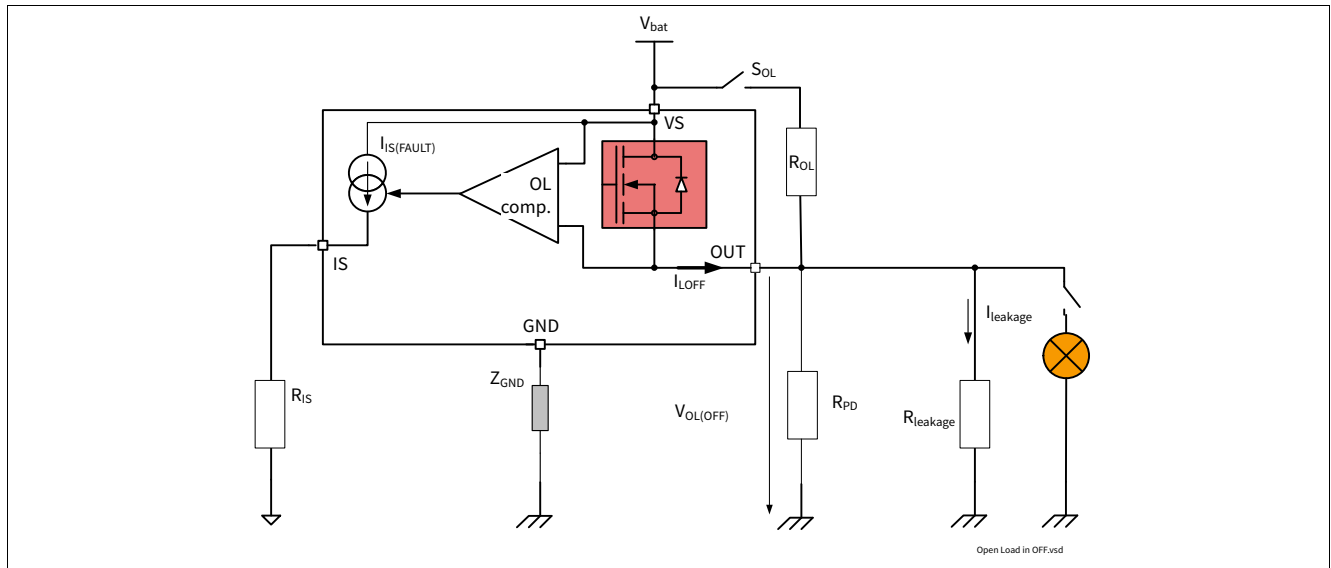 Vbat
SOL
VS
IIS(FAULT)
ROL
OL
comp.
OUT
IS
ILOFF
GND
Ileakage
ZGND
RIS
VOL(OFF)
RPD
Rleakage
Open Load in OFF.vsd